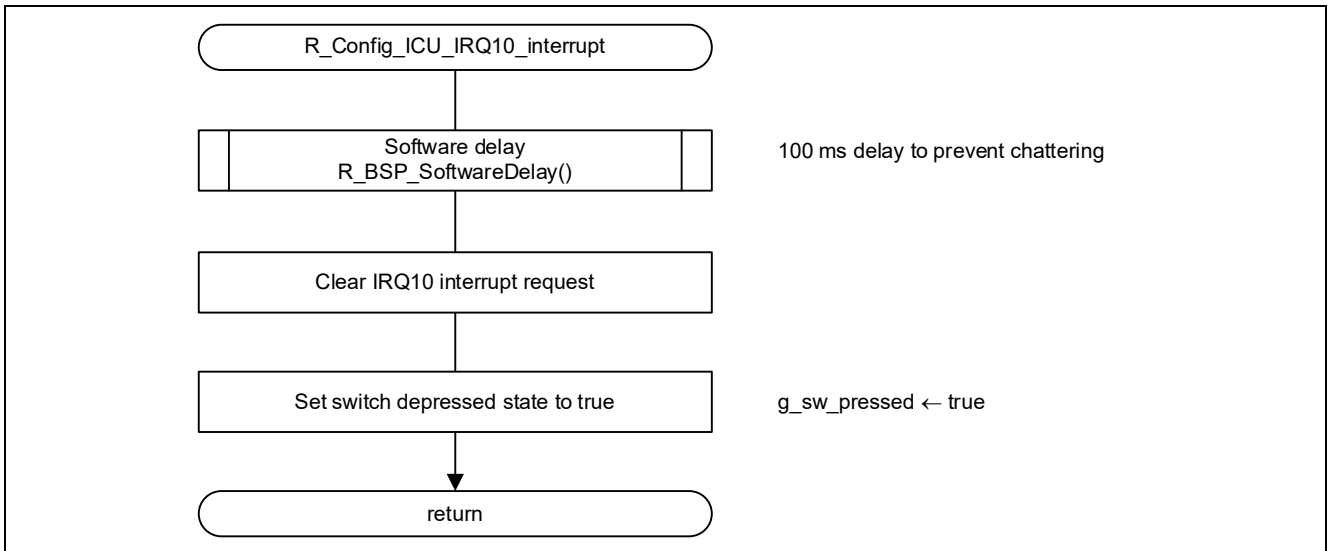 R_Config_ICU_IRQ10_interrupt
Software delay
R_BSP_SoftwareDelay()
100 ms delay to prevent chattering
Clear IRQ10 interrupt request
Set switch depressed state to true
g_sw_pressed ← true
return